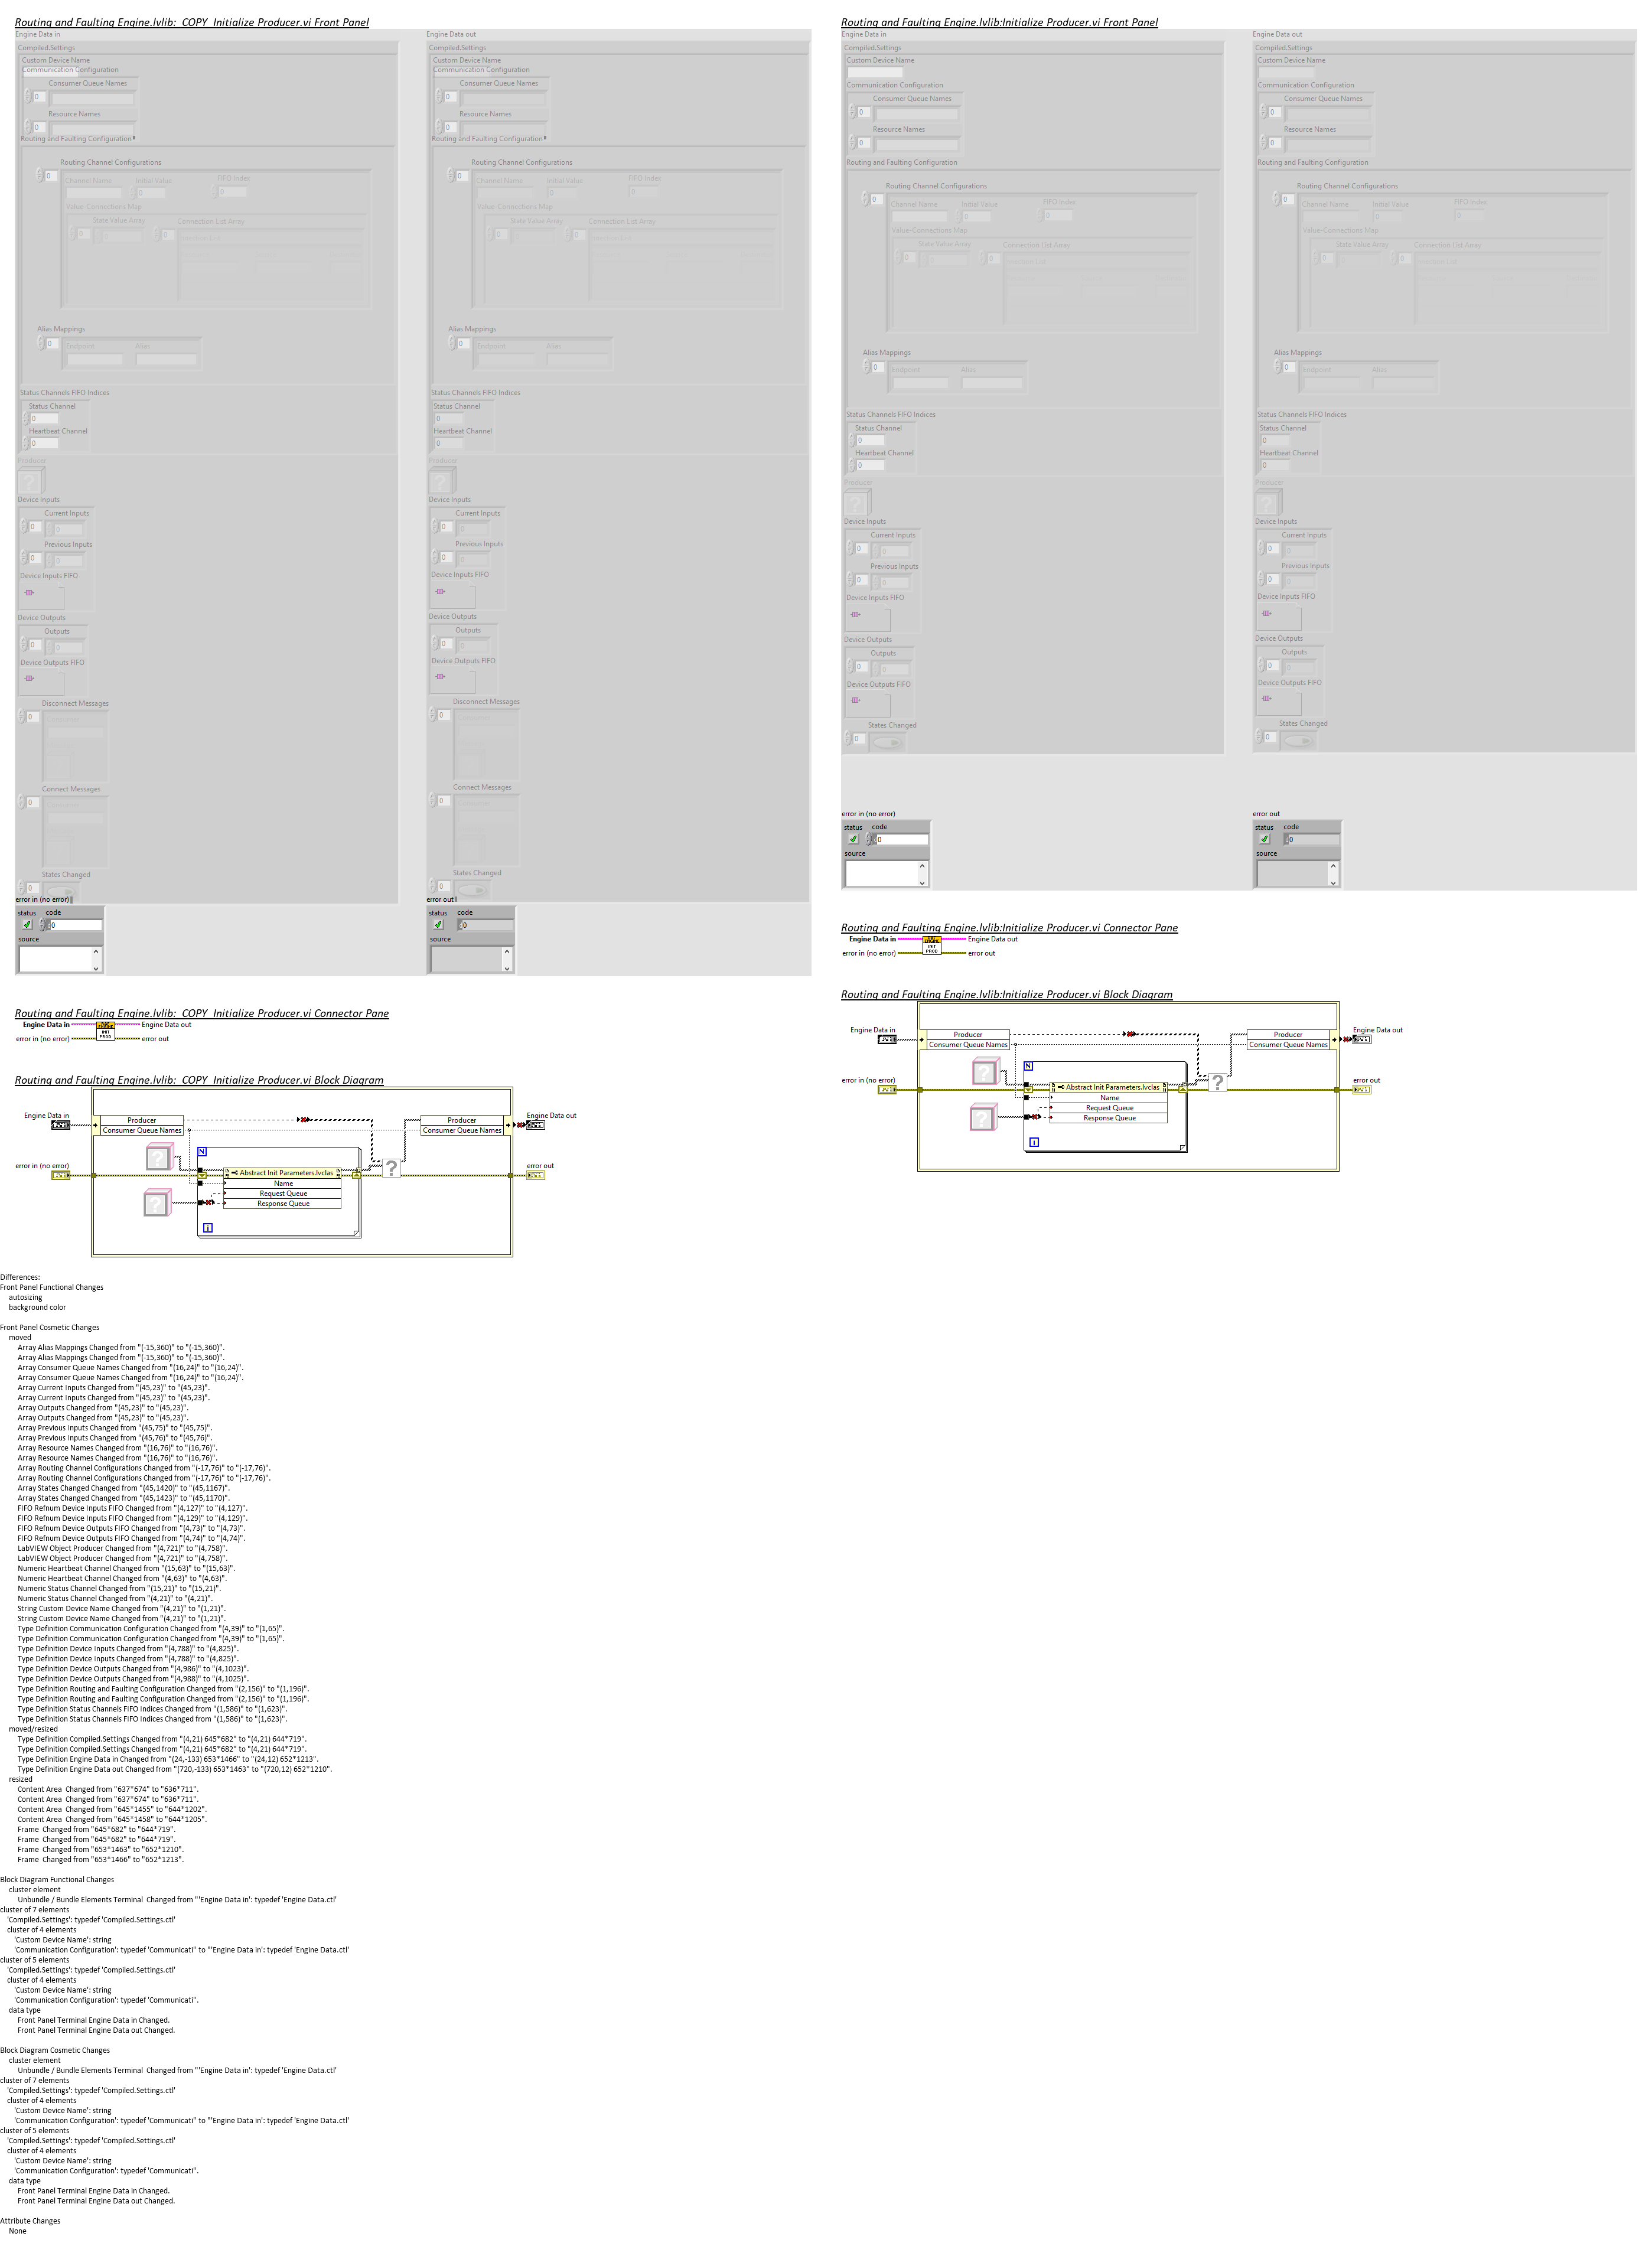 Routing and Faulting Engine.lvlib:_COPY_Initialize Producer.vi Front Panel
Engine Data in
Compiled.Settings
Custom Device Name
Communication Configuration
Consumer Queue Names
0
Resource Names
0
Routing and Faulting Configuration
Routing Channel Configurations
0
Channel Name Initial Value FIFO Index
0 0
Value-Connections Map
State Value Array Connection List Array
0 0 0
Alias Mappings
0 Endpoint Alias
Status Channels FIFO Indices
Status Channel
0
Heartbeat Channel
0
Producer
Device Inputs
Current Inputs
0 0
Previous Inputs
0 0
Device Inputs FIFO
Device Outputs
Outputs
0 0
Device Outputs FIFO
Disconnect Messages
0
Connect Messages
0
States Changed
0
error in (no error)
status code
0
source
Engine Data out
Compiled.Settings
Custom Device Name
Communication Configuration
Consumer Queue Names
0
Resource Names
0
Routing and Faulting Configuration
Routing Channel Configurations
0
Channel Name Initial Value FIFO Index
0 0
Value-Connections Map
State Value Array Connection List Array
0 0 0
Alias Mappings
0 Endpoint Alias
Status Channels FIFO Indices
Status Channel
0
Heartbeat Channel
0
Producer
Device Inputs
Current Inputs
0 0
Previous Inputs
0 0
Device Inputs FIFO
Device Outputs
Outputs
0 0
Device Outputs FIFO
Disconnect Messages
0
Connect Messages
0
States Changed
0
error out
status code
0
source
Routing and Faulting Engine.lvlib:_COPY_Initialize Producer.vi Connector Pane
Engine Data in Engine Data out
INIT
PROD
error in (no error) error out
Routing and Faulting Engine.lvlib:_COPY_Initialize Producer.vi Block Diagram
Engine Data in Producer Producer Engine Data out
Consumer Queue Names Consumer Queue Names
N
error in (no error) Abstract Init Parameters.lvclas ? error out
Name
Request Queue
? Response Queue
i
Routing and Faulting Engine.lvlib:Initialize Producer.vi Front Panel
Engine Data in
Compiled.Settings
Custom Device Name
Communication Configuration
Consumer Queue Names
0
Resource Names
0
Routing and Faulting Configuration
Routing Channel Configurations
0
Channel Name Initial Value FIFO Index
0 0
Value-Connections Map
State Value Array Connection List Array
0 0 0
Alias Mappings
0 Endpoint Alias
Status Channels FIFO Indices
Status Channel
0
Heartbeat Channel
0
Producer
Device Inputs
Current Inputs
0 0
Previous Inputs
0 0
Device Inputs FIFO
Device Outputs
Outputs
0 0
Device Outputs FIFO
States Changed
0
error in (no error)
status code
0
source
Engine Data out
Compiled.Settings
Custom Device Name
Communication Configuration
Consumer Queue Names
0
Resource Names
0
Routing and Faulting Configuration
Routing Channel Configurations
0
Channel Name Initial Value FIFO Index
0 0
Value-Connections Map
State Value Array Connection List Array
0 0 0
Alias Mappings
0 Endpoint Alias
Status Channels FIFO Indices
Status Channel
0
Heartbeat Channel
0
Producer
Device Inputs
Current Inputs
0 0
Previous Inputs
0 0
Device Inputs FIFO
Device Outputs
Outputs
0 0
Device Outputs FIFO
States Changed
0
error out
status code
0
source
Routing and Faulting Engine.lvlib:Initialize Producer.vi Connector Pane
Engine Data in Engine Data out
INIT
PROD
error in (no error) error out
Routing and Faulting Engine.lvlib:Initialize Producer.vi Block Diagram
Engine Data in Producer Producer Engine Data out
Consumer Queue Names Consumer Queue Names
N
error in (no error) Abstract Init Parameters.lvclas ? error out
Name
Request Queue
? Response Queue
i
Differences:
Front Panel Functional Changes
autosizing
background color
Front Panel Cosmetic Changes
moved
Array Alias Mappings Changed from "(-15,360)" to "(-15,360)".
Array Alias Mappings Changed from "(-15,360)" to "(-15,360)".
Array Consumer Queue Names Changed from "(16,24)" to "(16,24)".
Array Consumer Queue Names Changed from "(16,24)" to "(16,24)".
Array Current Inputs Changed from "(45,23)" to "(45,23)".
Array Current Inputs Changed from "(45,23)" to "(45,23)".
Array Outputs Changed from "(45,23)" to "(45,23)".
Array Outputs Changed from "(45,23)" to "(45,23)".
Array Previous Inputs Changed from "(45,75)" to "(45,75)".
Array Previous Inputs Changed from "(45,76)" to "(45,76)".
Array Resource Names Changed from "(16,76)" to "(16,76)".
Array Resource Names Changed from "(16,76)" to "(16,76)".
Array Routing Channel Configurations Changed from "(-17,76)" to "(-17,76)".
Array Routing Channel Configurations Changed from "(-17,76)" to "(-17,76)".
Array States Changed Changed from "(45,1420)" to "(45,1167)".
Array States Changed Changed from "(45,1423)" to "(45,1170)".
FIFO Refnum Device Inputs FIFO Changed from "(4,127)" to "(4,127)".
FIFO Refnum Device Inputs FIFO Changed from "(4,129)" to "(4,129)".
FIFO Refnum Device Outputs FIFO Changed from "(4,73)" to "(4,73)".
FIFO Refnum Device Outputs FIFO Changed from "(4,74)" to "(4,74)".
LabVIEW Object Producer Changed from "(4,721)" to "(4,758)".
LabVIEW Object Producer Changed from "(4,721)" to "(4,758)".
Numeric Heartbeat Channel Changed from "(15,63)" to "(15,63)".
Numeric Heartbeat Channel Changed from "(4,63)" to "(4,63)".
Numeric Status Channel Changed from "(15,21)" to "(15,21)".
Numeric Status Channel Changed from "(4,21)" to "(4,21)".
String Custom Device Name Changed from "(4,21)" to "(1,21)".
String Custom Device Name Changed from "(4,21)" to "(1,21)".
Type Definition Communication Configuration Changed from "(4,39)" to "(1,65)".
Type Definition Communication Configuration Changed from "(4,39)" to "(1,65)".
Type Definition Device Inputs Changed from "(4,788)" to "(4,825)".
Type Definition Device Inputs Changed from "(4,788)" to "(4,825)".
Type Definition Device Outputs Changed from "(4,986)" to "(4,1023)".
Type Definition Device Outputs Changed from "(4,988)" to "(4,1025)".
Type Definition Routing and Faulting Configuration Changed from "(2,156)" to "(1,196)".
Type Definition Routing and Faulting Configuration Changed from "(2,156)" to "(1,196)".
Type Definition Status Channels FIFO Indices Changed from "(1,586)" to "(1,623)".
Type Definition Status Channels FIFO Indices Changed from "(1,586)" to "(1,623)".
moved/resized
Type Definition Compiled.Settings Changed from "(4,21) 645*682" to "(4,21) 644*719".
Type Definition Compiled.Settings Changed from "(4,21) 645*682" to "(4,21) 644*719".
Type Definition Engine Data in Changed from "(24,-133) 653*1466" to "(24,12) 652*1213".
Type Definition Engine Data out Changed from "(720,-133) 653*1463" to "(720,12) 652*1210".
resized
Content Area  Changed from "637*674" to "636*711".
Content Area  Changed from "637*674" to "636*711".
Content Area  Changed from "645*1455" to "644*1202".
Content Area  Changed from "645*1458" to "644*1205".
Frame  Changed from "645*682" to "644*719".
Frame  Changed from "645*682" to "644*719".
Frame  Changed from "653*1463" to "652*1210".
Frame  Changed from "653*1466" to "652*1213".
Block Diagram Functional Changes
cluster element
Unbundle / Bundle Elements Terminal  Changed from "'Engine Data in': typedef 'Engine Data.ctl'
cluster of 7 elements
'Compiled.Settings': typedef 'Compiled.Settings.ctl'
cluster of 4 elements
'Custom Device Name': string
'Communication Configuration': typedef 'Communicati" to "'Engine Data in': typedef 'Engine Data.ctl'
cluster of 5 elements
'Compiled.Settings': typedef 'Compiled.Settings.ctl'
cluster of 4 elements
'Custom Device Name': string
'Communication Configuration': typedef 'Communicati".
data type
Front Panel Terminal Engine Data in Changed.
Front Panel Terminal Engine Data out Changed.
Block Diagram Cosmetic Changes
cluster element
Unbundle / Bundle Elements Terminal  Changed from "'Engine Data in': typedef 'Engine Data.ctl'
cluster of 7 elements
'Compiled.Settings': typedef 'Compiled.Settings.ctl'
cluster of 4 elements
'Custom Device Name': string
'Communication Configuration': typedef 'Communicati" to "'Engine Data in': typedef 'Engine Data.ctl'
cluster of 5 elements
'Compiled.Settings': typedef 'Compiled.Settings.ctl'
cluster of 4 elements
'Custom Device Name': string
'Communication Configuration': typedef 'Communicati".
data type
Front Panel Terminal Engine Data in Changed.
Front Panel Terminal Engine Data out Changed.
Attribute Changes
None